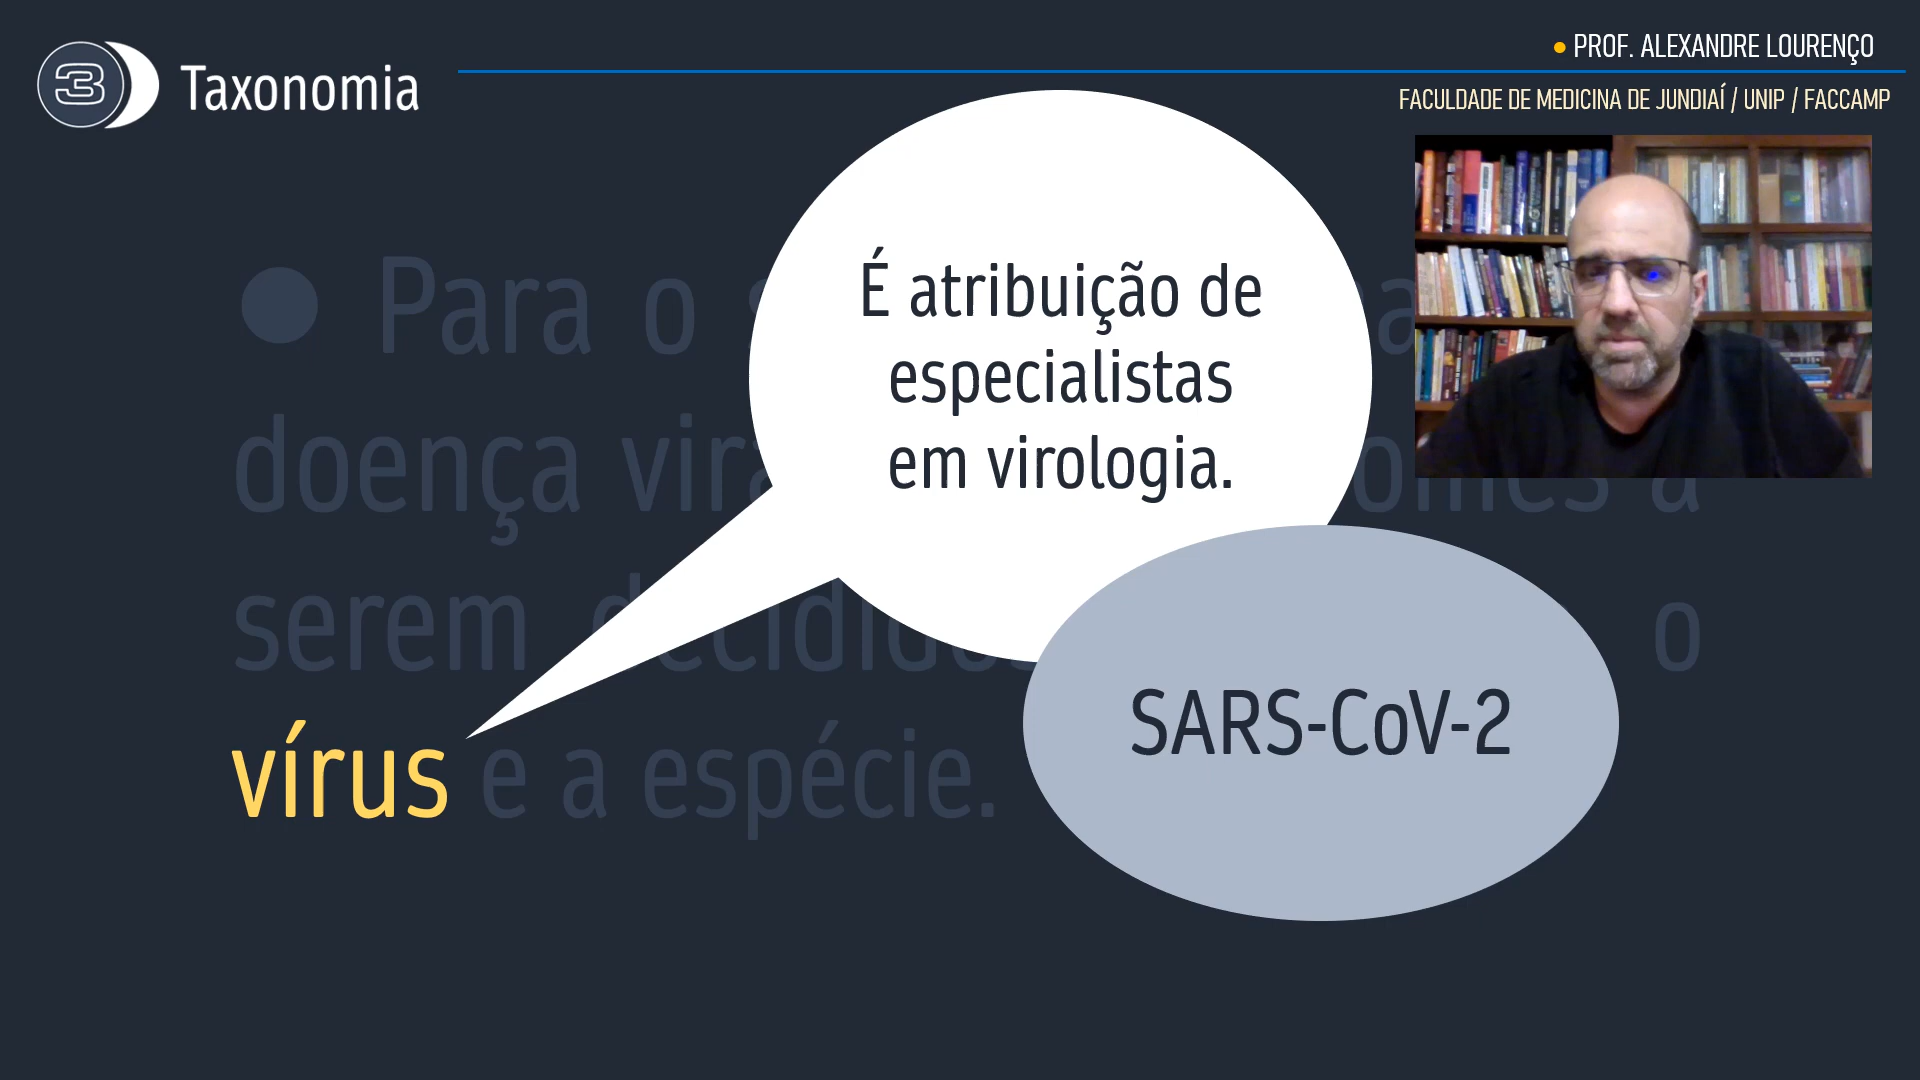 3 Taxonomia
• PROF. ALEXANDRE LOURENÇO
FACULDADE DE MEDICINA DE JUNDIAÍ / UNIP / FACCAMP
É atribuição de
especialistas
em virologia.
SARS-CoV-2
• Para o
doença
serem o
vírus e a espécie.